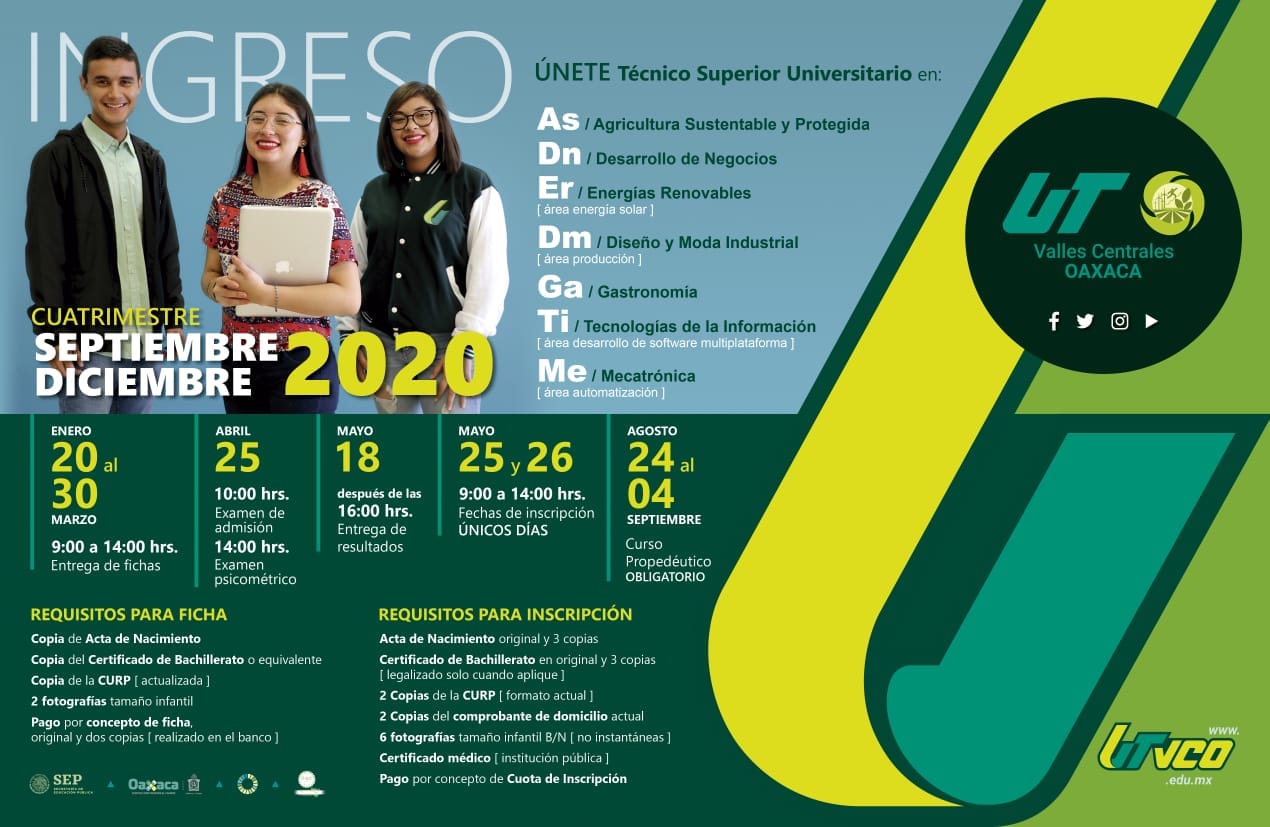 INGRESO
CUATRIMESTRE
SEPTIEMBRE
DICIEMBRE
2020
ÚNETE Técnico Superior Universitario en:
As / Agricultura Sustentable y Protegida
Dn / Desarrollo de Negocios
Er / Energías Renovables
[ área energía solar ]
Dm / Diseño y Moda Industrial
[ área producción ]
Ga / Gastronomía
Ti / Tecnologías de la Información
[ área desarrollo de software multiplataforma ]
Me / Mecatrónica
[ área automatización ]
UT
Valles Centrales
OAXACA
ENERO
20 al
30
MARZO
9:00 a 14:00 hrs.
Entrega de fichas
ABRIL
25
10:00 hrs.
Examen de
admisión
14:00 hrs.
Examen
psicométrico
MAYO
18
después de las
16:00 hrs.
Entrega de
resultados
MAYO
25 y 26
9:00 a 14:00 hrs.
Fechas de inscripción
ÚNICOS DÍAS
AGOSTO
24 al
04
SEPTIEMBRE
Curso
Propedéutico
OBLIGATORIO
REQUISITOS PARA FICHA
Copia de Acta de Nacimiento
Copia del Certificado de Bachillerato o equivalente
Copia de la CURP [ actualizada ]
2 fotografías tamaño infantil
Pago por concepto de ficha,
original y dos copias [ realizado en el banco ]
REQUISITOS PARA INSCRIPCIÓN
Acta de Nacimiento original y 3 copias
Certificado de Bachillerato en original y 3 copias
[ legalizado solo cuando aplique ]
2 Copias de la CURP [ formato actual ]
2 Copias del comprobante de domicilio actual
6 fotografías tamaño infantil B/N [ no instantáneas ]
Certificado médico [ institución pública ]
Pago por concepto de Cuota de Inscripción
SEP
SECRETARÍA DE
EDUCACIÓN PÚBLICA
Oaxaca
www.
UTVCO
.edu.mx